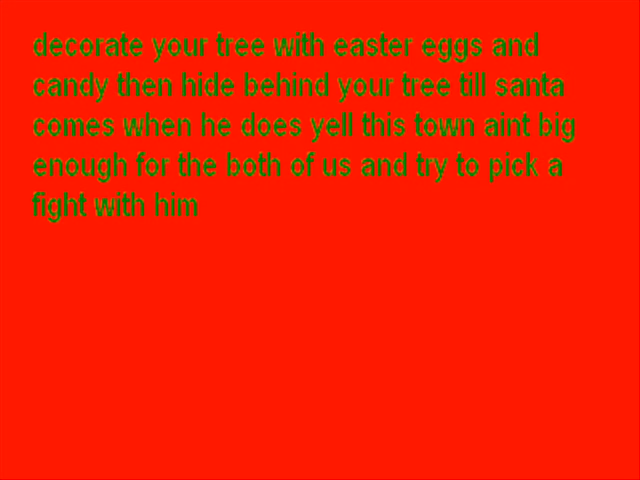 decorate your tree with easter eggs and
candy then hide behind your tree till santa
comes when he does yell this town aint big
enough for the both of us and try to pick a
fight with him